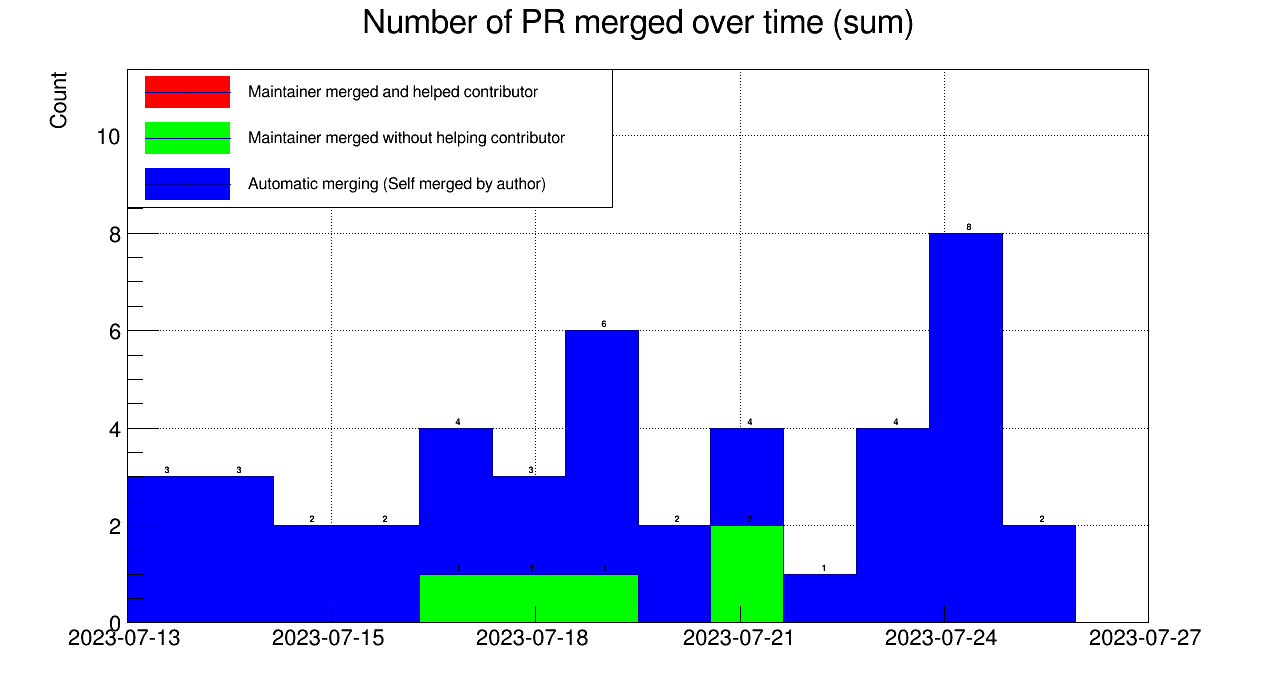 Number of PR merged over time (sum)
Count
Maintainer merged and helped contributor
Maintainer merged without helping contributor
Automatic merging (Self merged by author)
10
8
6
4
2
0
8
6
4 4 4
3 3 3
2 2 2 2 2
1 1 1 1
2023-07-13 2023-07-15 2023-07-18 2023-07-21 2023-07-24 2023-07-27